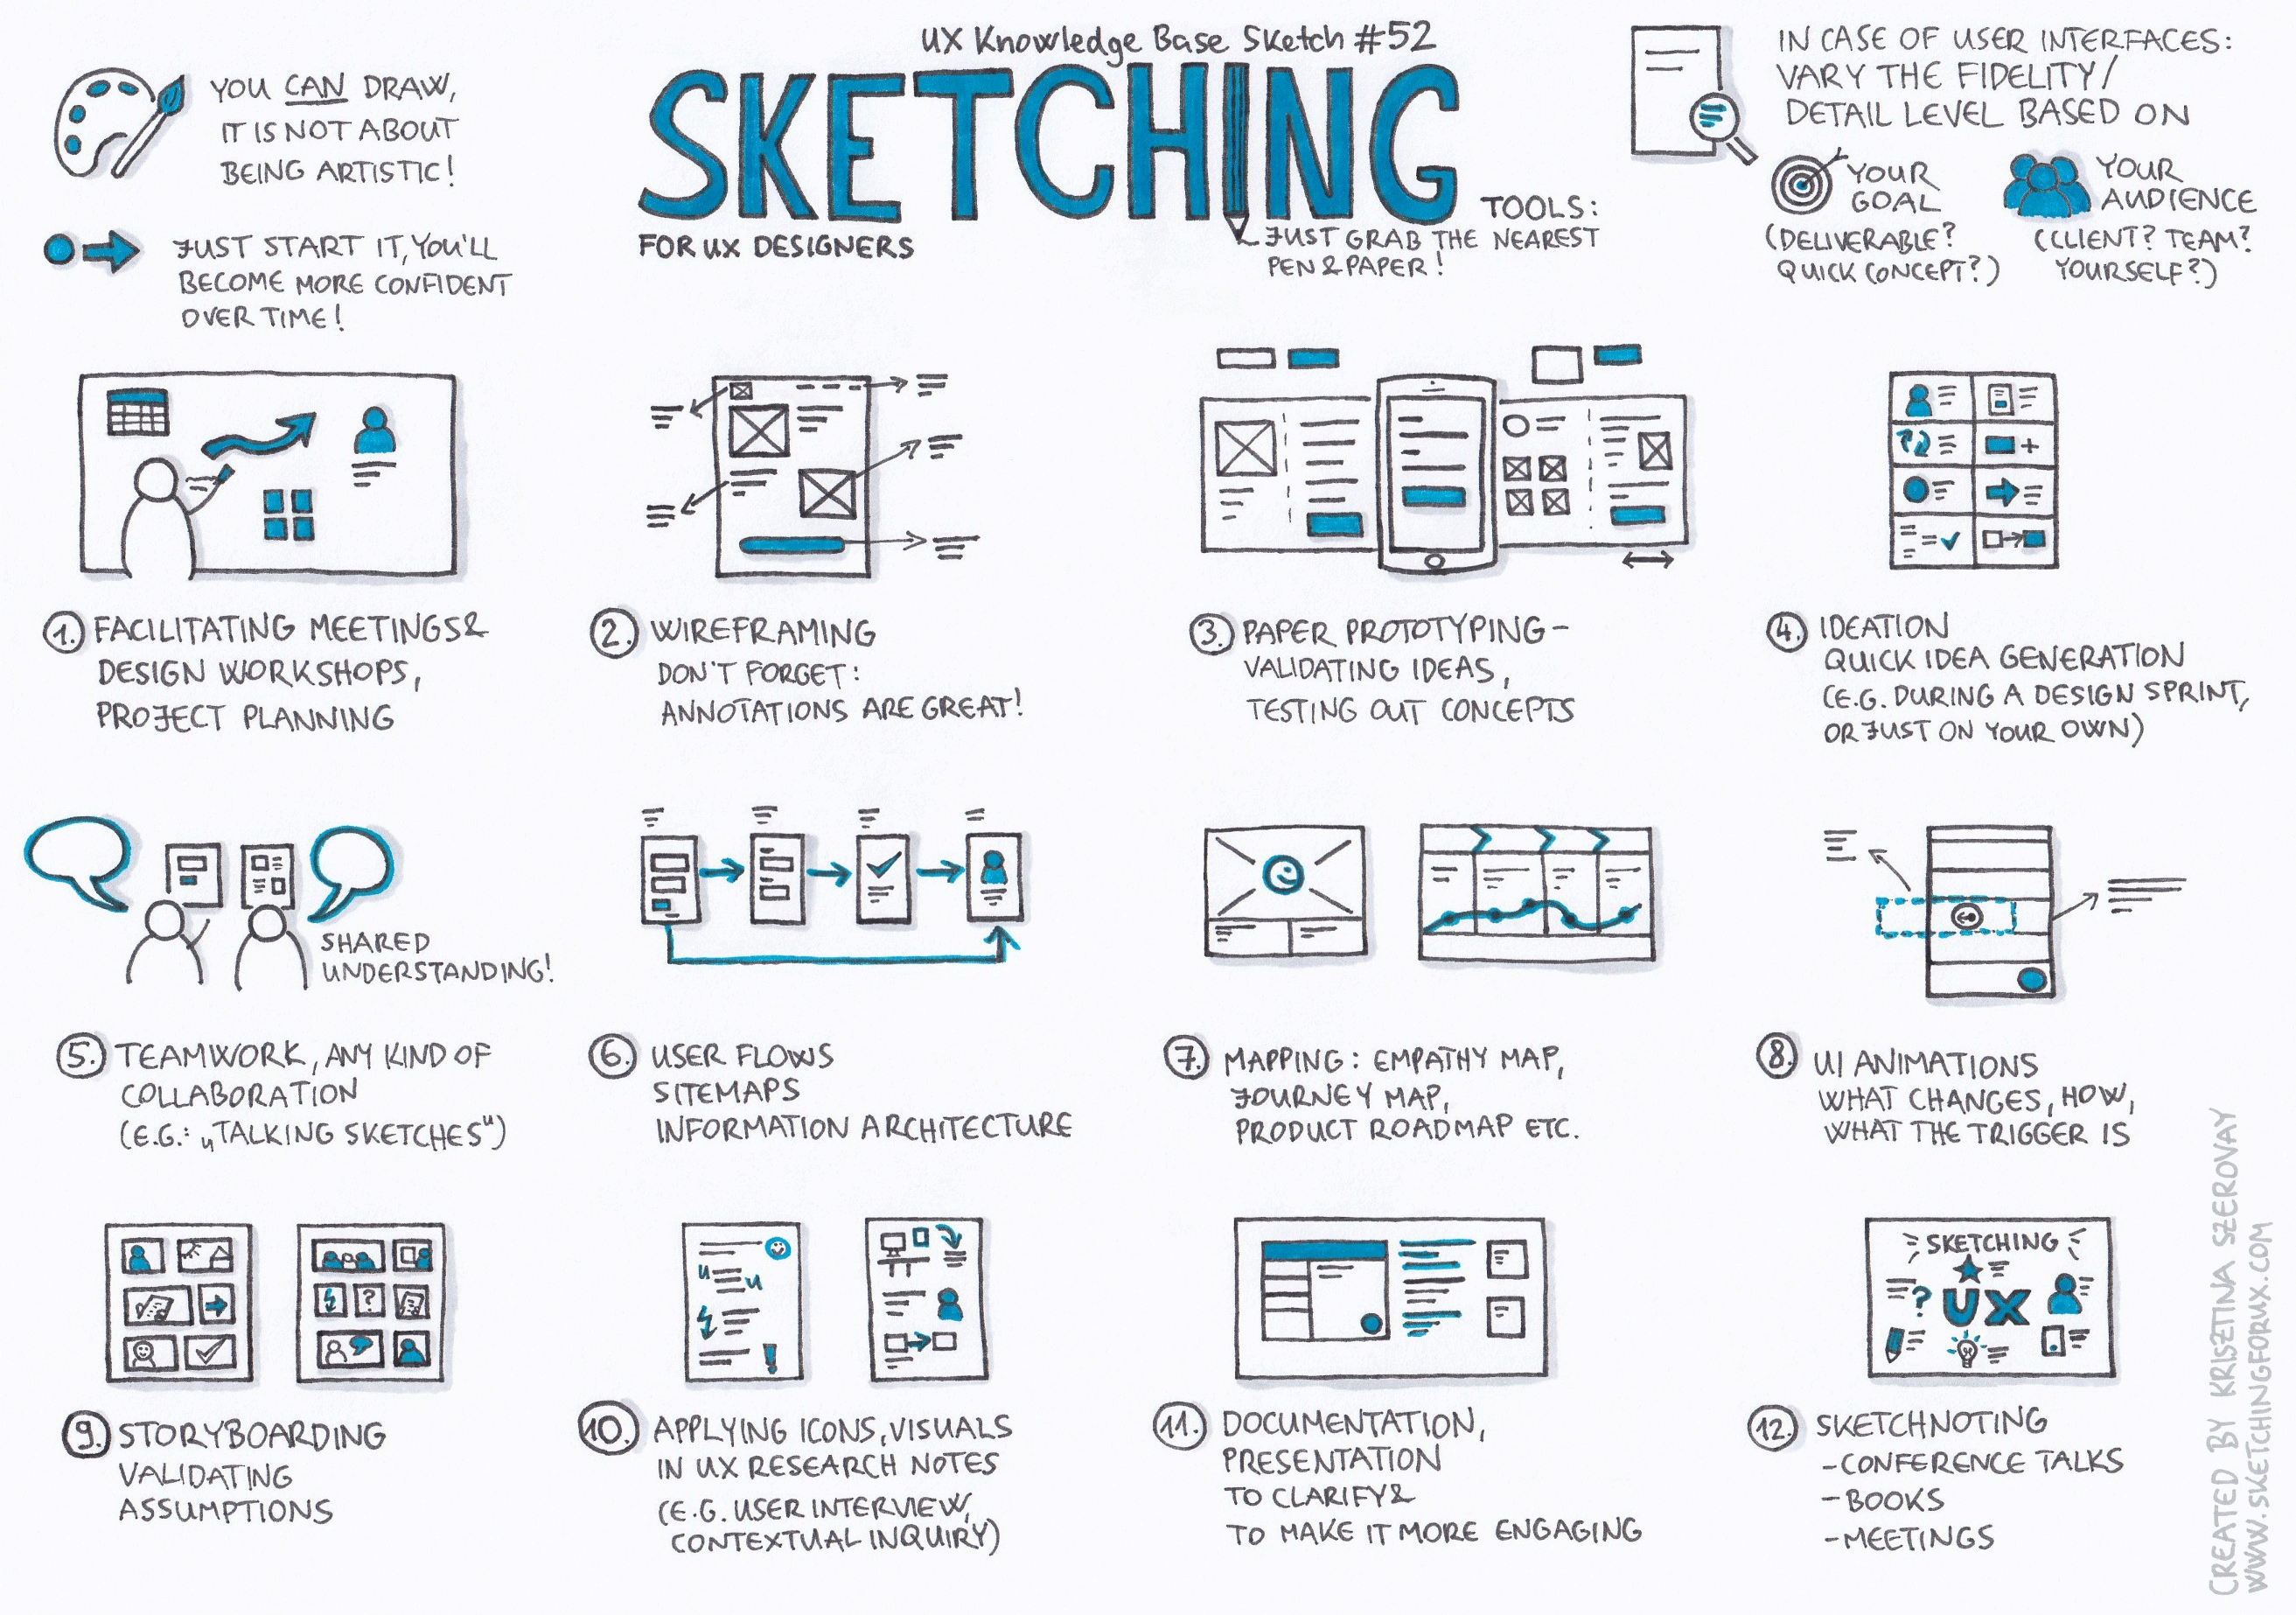 UX Knowledge Base Sketch #52
SKETCHING
FOR UX DESIGNERS
TOOLS:
JUST GRAB THE NEAREST
PEN & PAPER!
YOU CAN DRAW,
IT IS NOT ABOUT
BEING ARTISTIC!
JUST START IT, YOU'LL
BECOME MORE CONFIDENT
OVER TIME!
IN CASE OF USER INTERFACES:
VARY THE FIDELITY/
DETAIL LEVEL BASED ON
YOUR
GOAL
(DELIVERABLE?
QUICK CONCEPT?)
YOUR
AUDIENCE
(CLIENT? TEAM?
YOURSELF?)
1. FACILITATING MEETINGS &
DESIGN WORKSHOPS,
PROJECT PLANNING
2. WIREFRAMING
DON'T FORGET:
ANNOTATIONS ARE GREAT!
3. PAPER PROTOTYPING -
VALIDATING IDEAS,
TESTING OUT CONCEPTS
4. IDEATION
QUICK IDEA GENERATION
(E.G. DURING A DESIGN SPRINT,
OR JUST ON YOUR OWN)
SHARED
UNDERSTANDING!
5. TEAMWORK, ANY KIND OF
COLLABORATION
(E.G.: „TALKING SKETCHES")
6. USER FLOWS
SITEMAPS
INFORMATION ARCHITECTURE
7. MAPPING: EMPATHY MAP,
JOURNEY MAP,
PRODUCT ROADMAP ETC.
8. UI ANIMATIONS
WHAT CHANGES, HOW,
WHAT THE TRIGGER IS
9. STORYBOARDING
VALIDATING
ASSUMPTIONS
10. APPLYING ICONS, VISUALS
IN UX RESEARCH NOTES
(E.G. USER INTERVIEW,
CONTEXTUAL INQUIRY)
11. DOCUMENTATION,
PRESENTATION
TO CLARIFY &
TO MAKE IT MORE ENGAGING
SKETCHING
UX
12. SKETCHNOTING
- CONFERENCE TALKS
- BOOKS
- MEETINGS
CREATED BY KRISZTINA SZEROVAY
WWW.SKETCHINGFORUX.COM